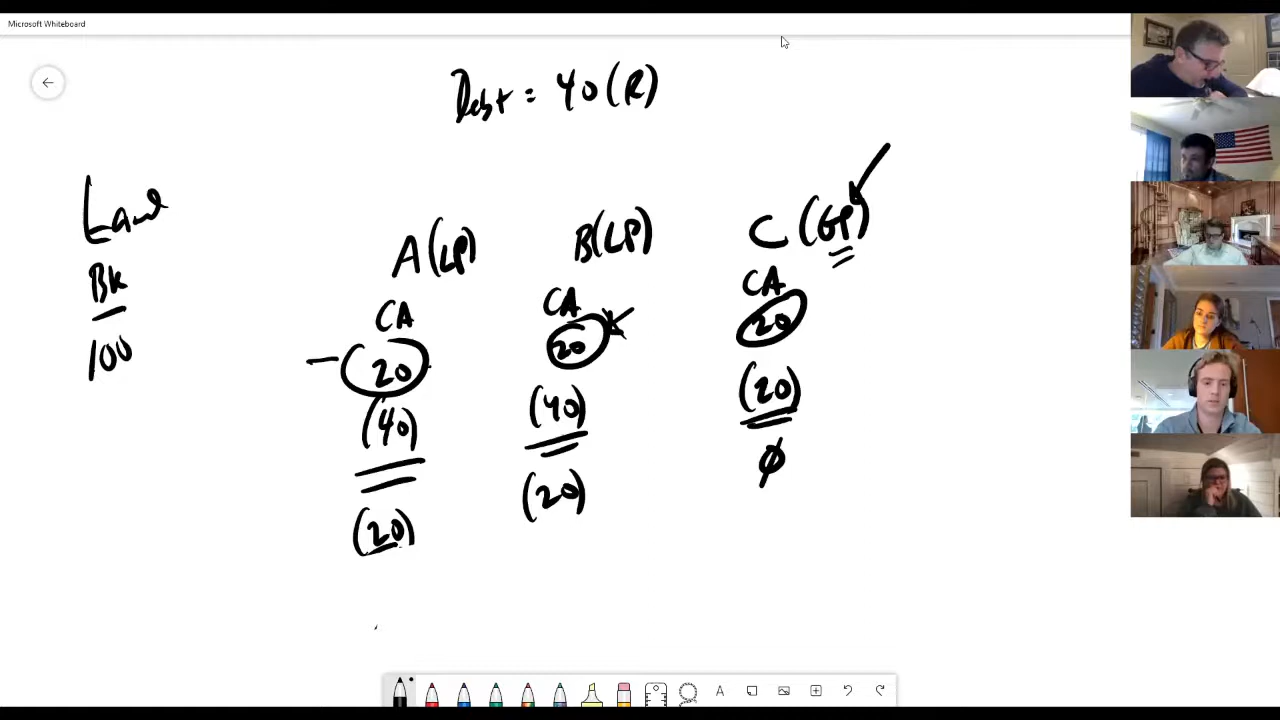 Microsoft Whiteboard
Debt = 40 (R)
Land
Bk
100
A (LP)
CA
20
(40)
(20)
B (LP)
CA
20
(40)
(20)
C (GP)
CA
20
(20)
Ø
A